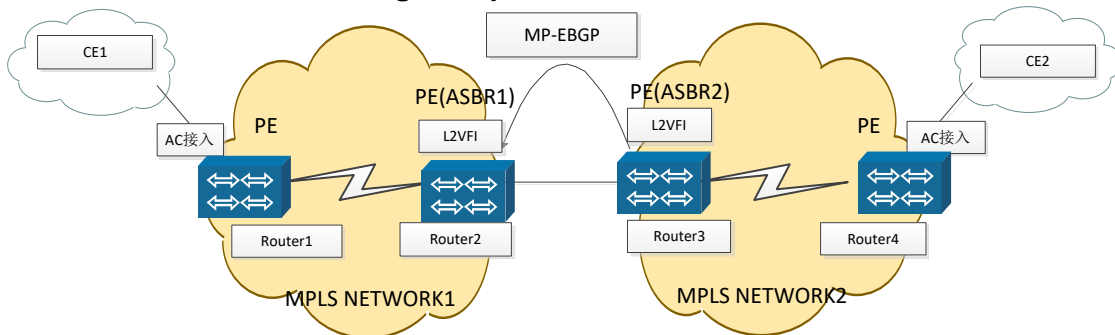 MP-EBGP
CE1
CE2
PE(ASBR1)
PE(ASBR2)
L2VFI
L2VFI
PE
PE
AC接入
AC接入
Router1
Router2
Router3
Router4
MPLS NETWORK1
MPLS NETWORK2